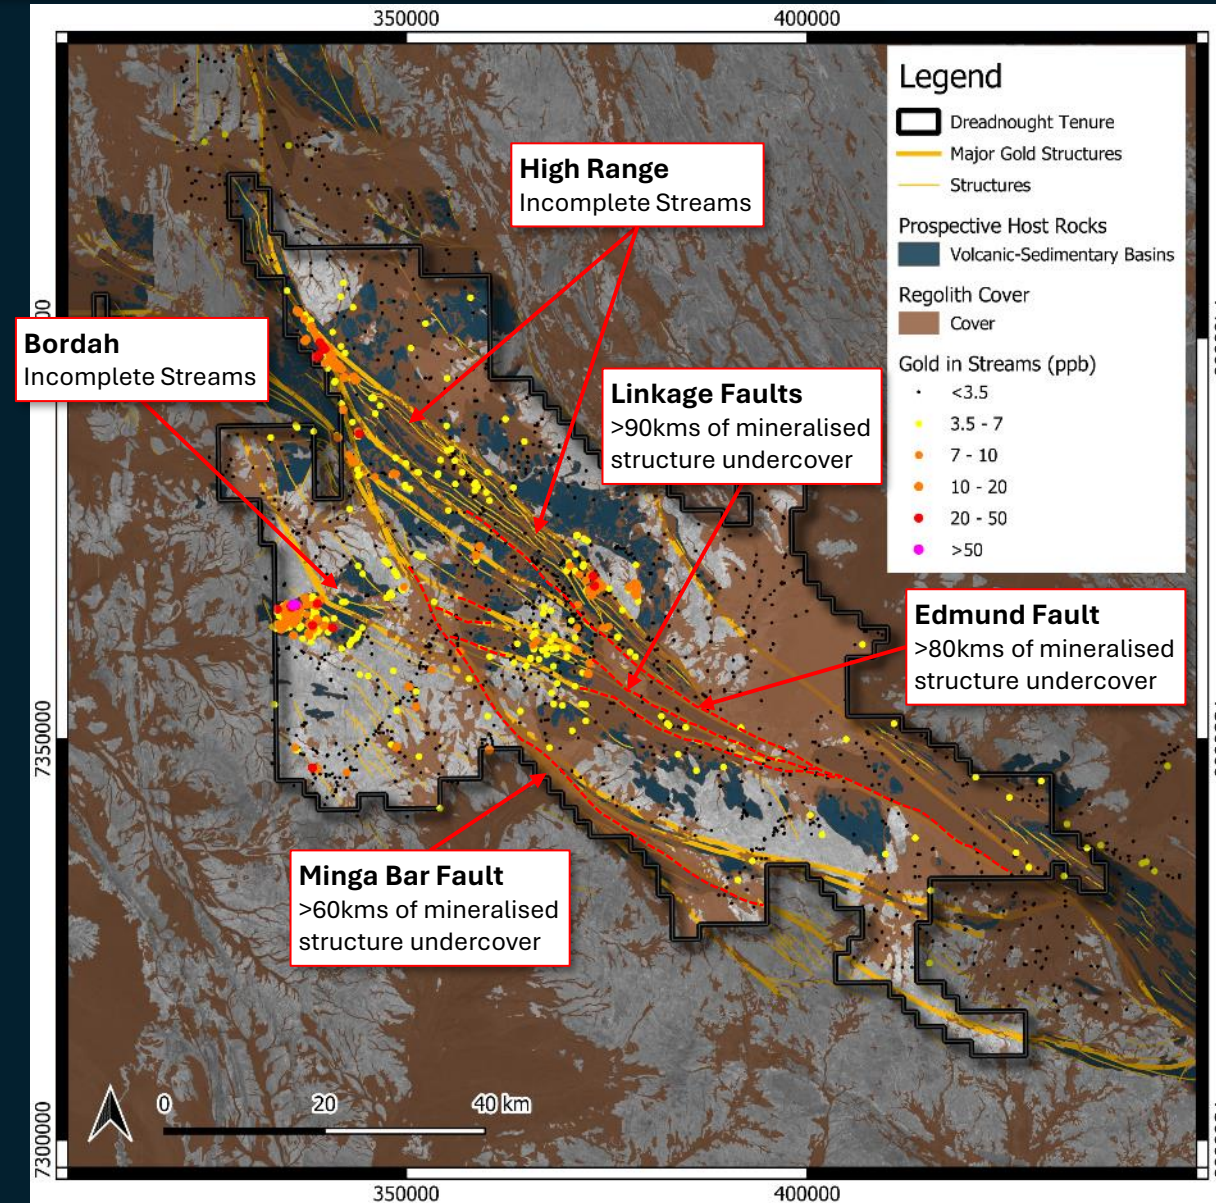 350000
400000
Legend
Dreadnought Tenure
Major Gold Structures
Structures
Prospective Host Rocks
Volcanic-Sedimentary Basins
Regolith Cover
Cover
Gold in Streams (ppb)
<3.5
3.5 - 7
7 - 10
10 - 20
20 - 50
>50
High Range
Incomplete Streams
Bordah
Incomplete Streams
Linkage Faults
>90kms of mineralised
structure undercover
Edmund Fault
>80kms of mineralised
structure undercover
Minga Bar Fault
>60kms of mineralised
structure undercover
7350000
7300000
0
20
40 km
350000
400000